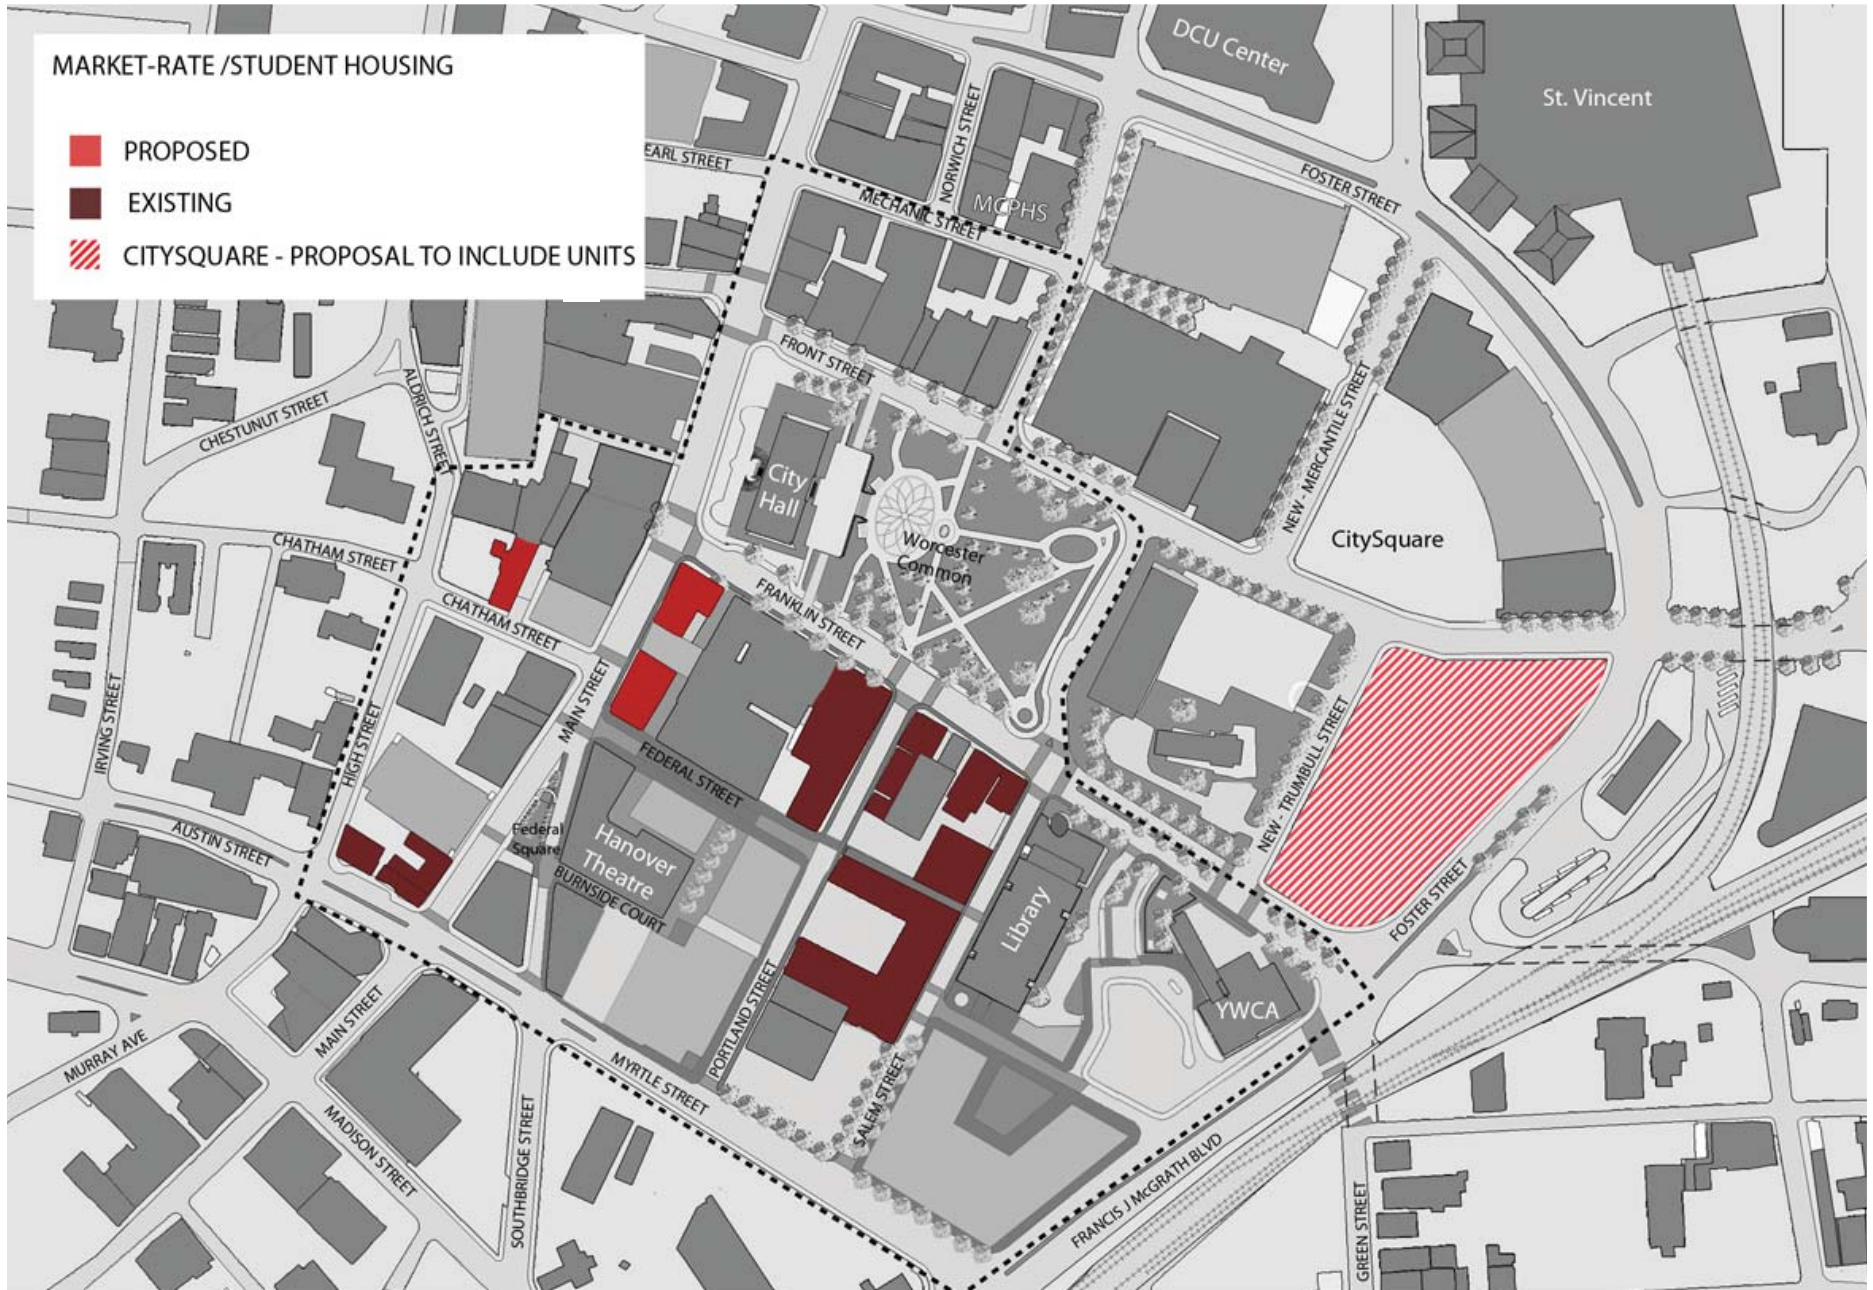 MARKET-RATE /STUDENT HOUSING
PROPOSED
EXISTING
CITYSQUARE - PROPOSAL TO INCLUDE UNITS
DCU Center
St. Vincent
EARL STREET
NORWICH STREET
MCPHS
MECHANIC STREET
FOSTER STREET
FRONT STREET
ALDRICH STREET
CHESTUNUT STREET
NEW - MERCANTILE STREET
City
Hall
Worcester
Common
CitySquare
CHATHAM STREET
CHATHAM STREET
FRANKLIN STREET
MAIN STREET
IRVING STREET
HIGH STREET
FEDERAL STREET
NEW - TRUMBULL STREET
AUSTIN STREET
Federal
Square
Hanover
Theatre
BURNSIDE COURT
Library
FOSTER STREET
YWCA
PORTLAND STREET
MAIN STREET
MURRAY AVE
MYRTLE STREET
SALEM STREET
MADISON STREET
SOUTHBRIDGE STREET
FRANCIS J McGRATH BLVD
GREEN STREET